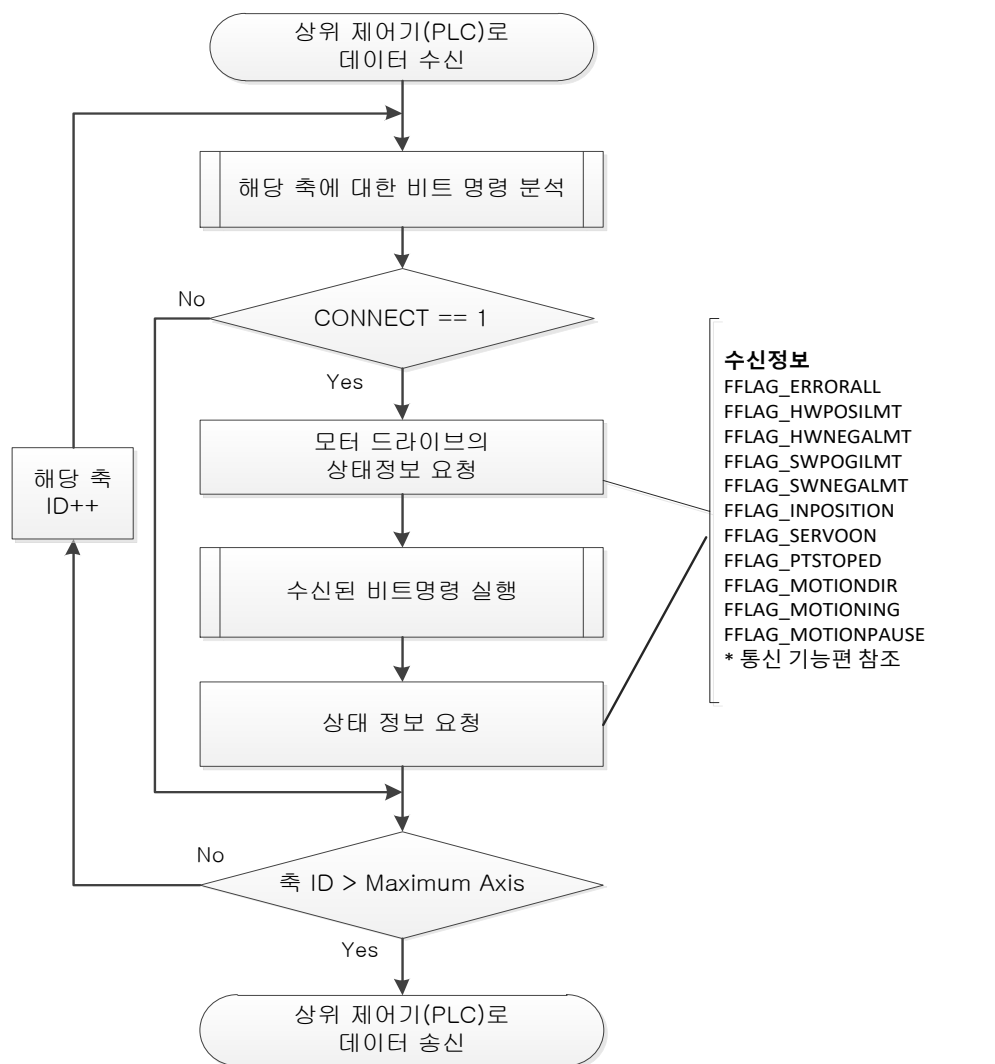 상위 제어기(PLC)로
데이터 수신
해당 축에 대한 비트 명령 분석
No
CONNECT == 1
Yes
모터 드라이브의
상태정보 요청
해당 축
ID++
수신된 비트명령 실행
상태 정보 요청
수신정보
FFLAG_ERRORALL
FFLAG_HWPOSILMT
FFLAG_HWNEGALMT
FFLAG_SWPOGILMT
FFLAG_SWNEGALMT
FFLAG_INPOSITION
FFLAG_SERVOON
FFLAG_PTSTOPED
FFLAG_MOTIONDIR
FFLAG_MOTIONING
FFLAG_MOTIONPAUSE
* 통신 기능편 참조
No
축 ID > Maximum Axis
Yes
상위 제어기(PLC)로
데이터 송신